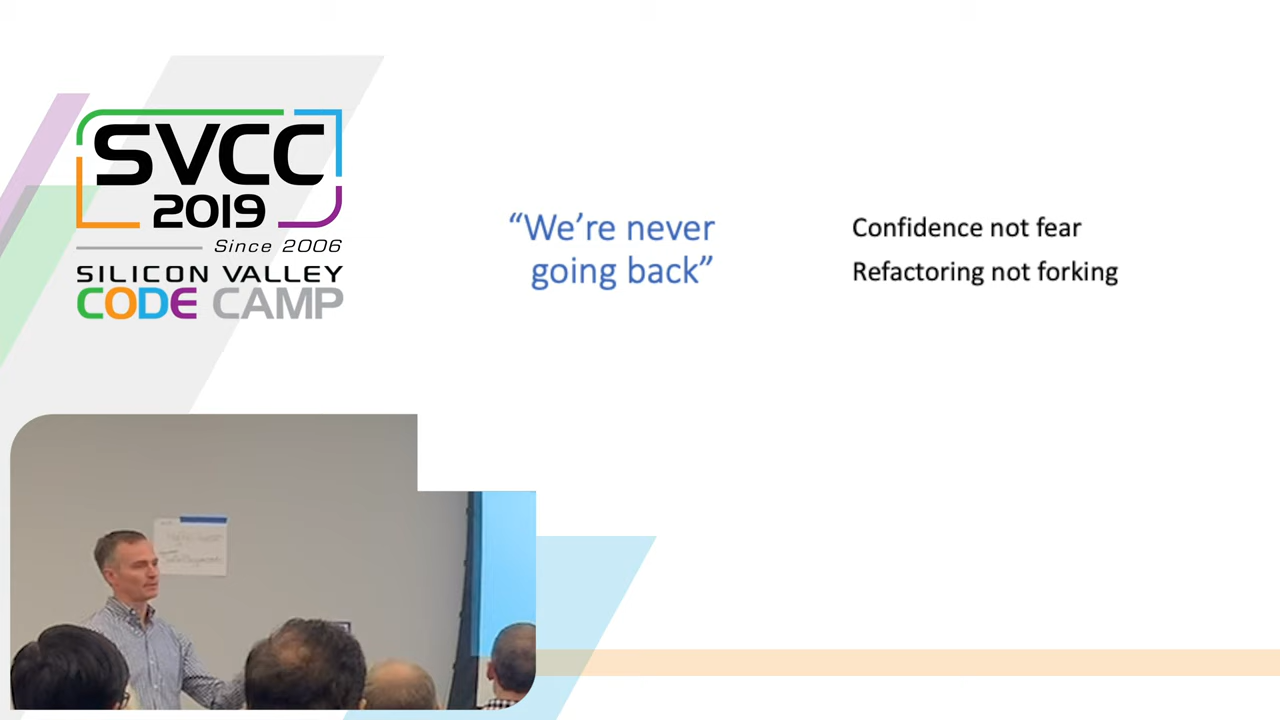 SVCC
2019
Since 2006
SILICON VALLEY
CODE CAMP
“We’re never
going back”
Confidence not fear
Refactoring not forking